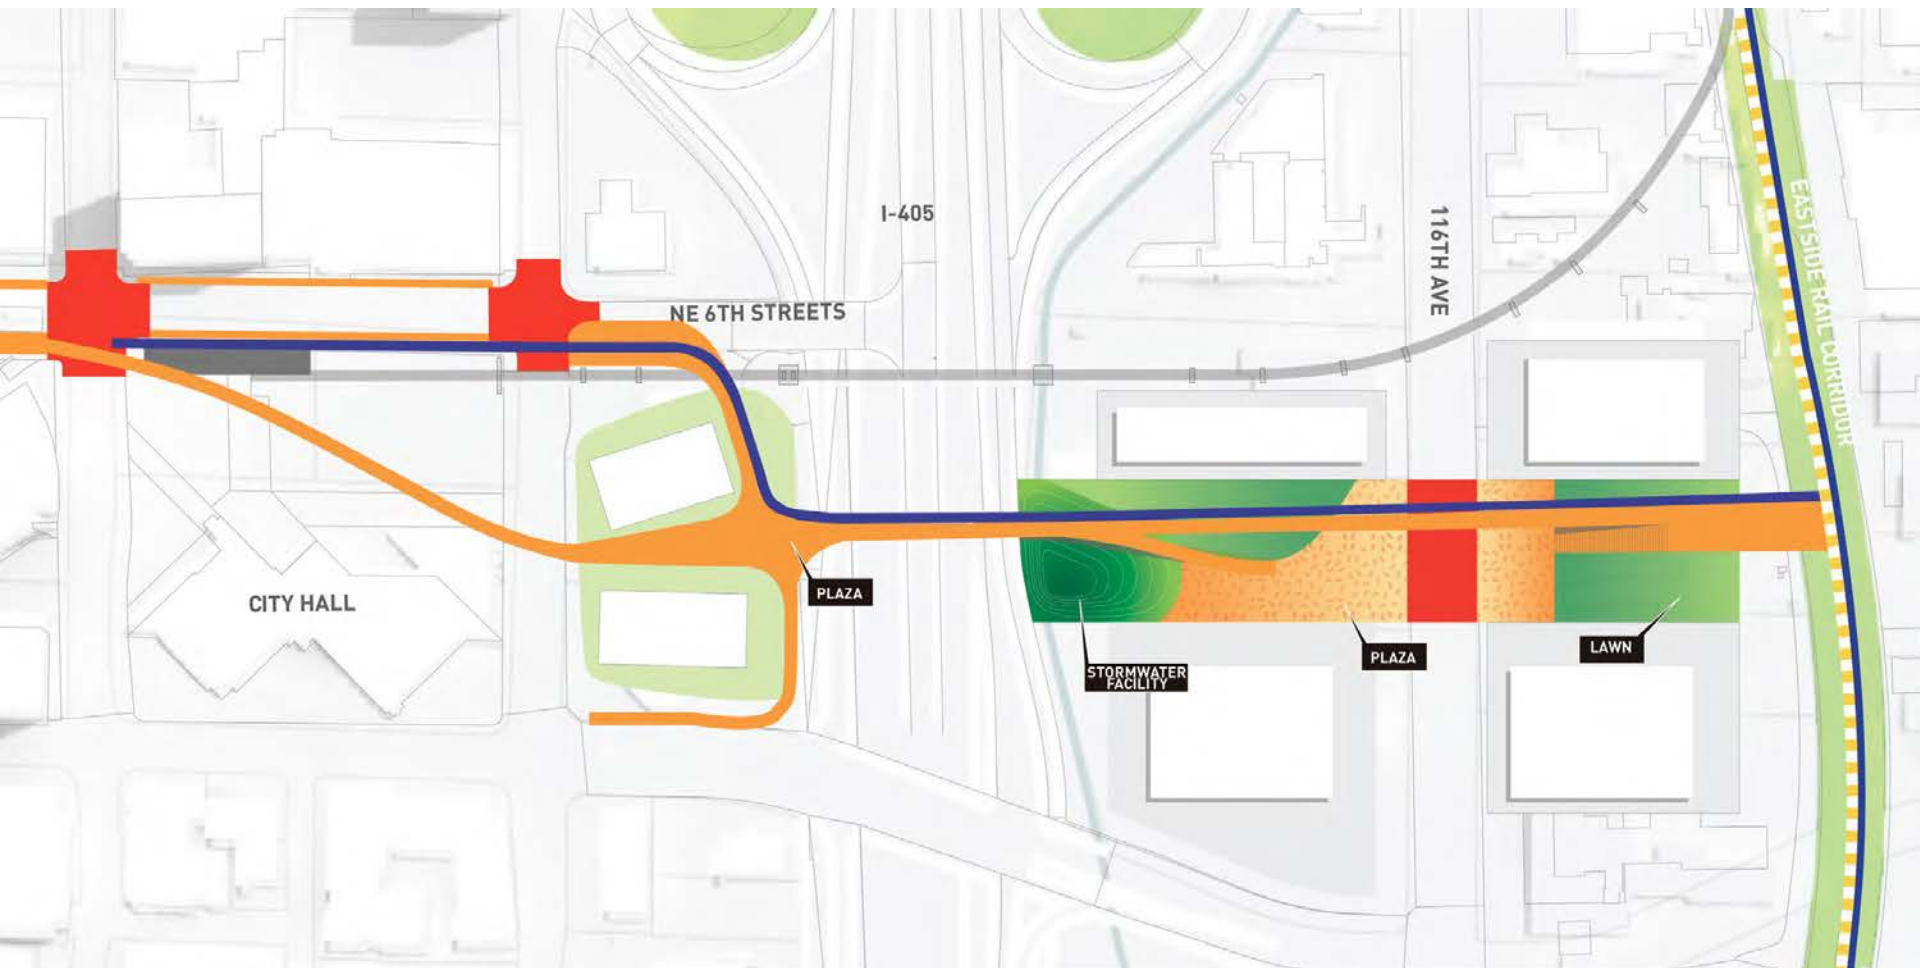 I-405
116TH AVE
EASTSIDE RAIL CORRIDOR
NE 6TH STREETS
PLAZA
CITY HALL
STORMWATER
FACILITY
PLAZA
LAWN